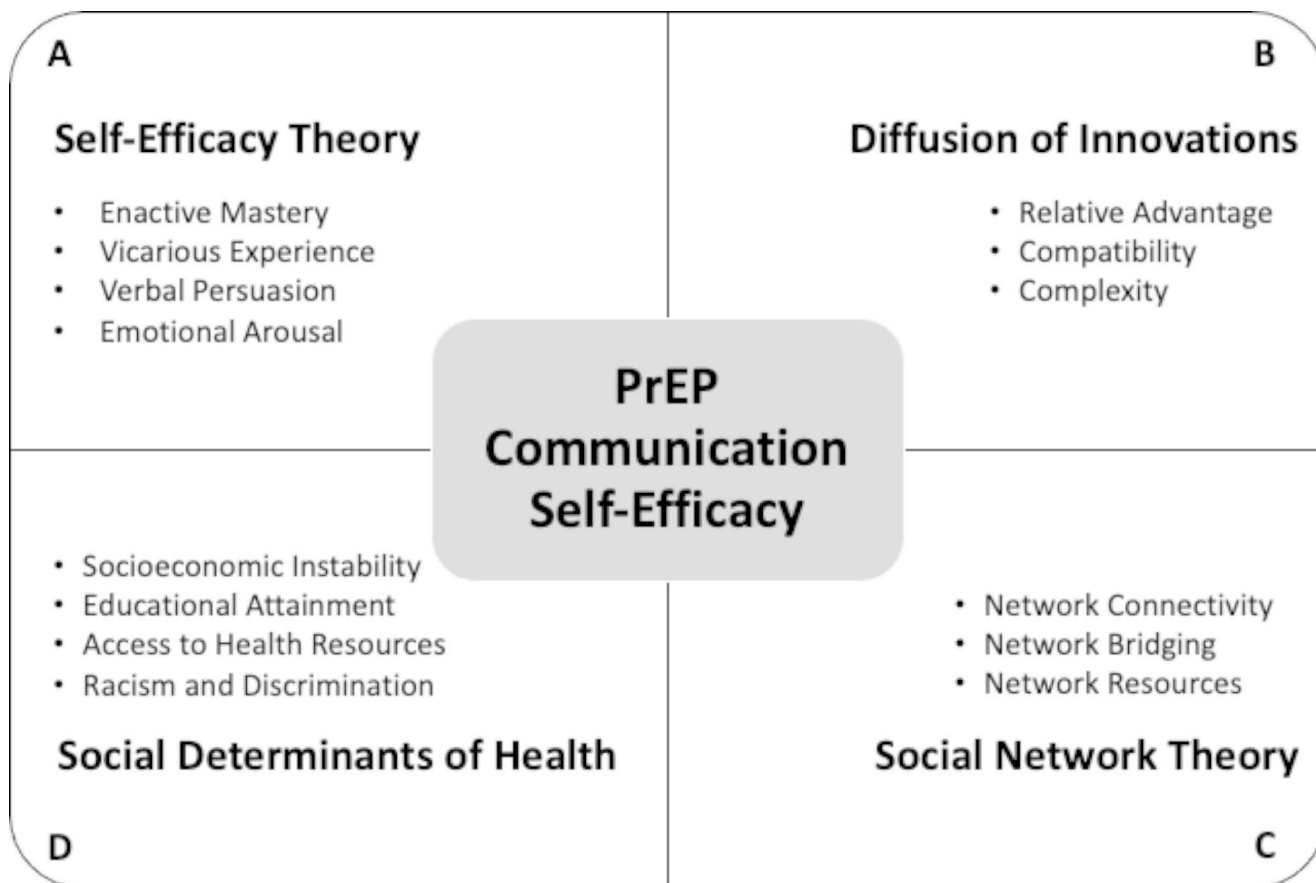 A
Self-Efficacy Theory
• Enactive Mastery
• Vicarious Experience
• Verbal Persuasion
• Emotional Arousal
B
Diffusion of Innovations
• Relative Advantage
• Compatibility
• Complexity
PrEP
Communication
Self-Efficacy
• Socioeconomic Instability
• Educational Attainment
• Access to Health Resources
• Racism and Discrimination
Social Determinants of Health
D
• Network Connectivity
• Network Bridging
• Network Resources
Social Network Theory
C